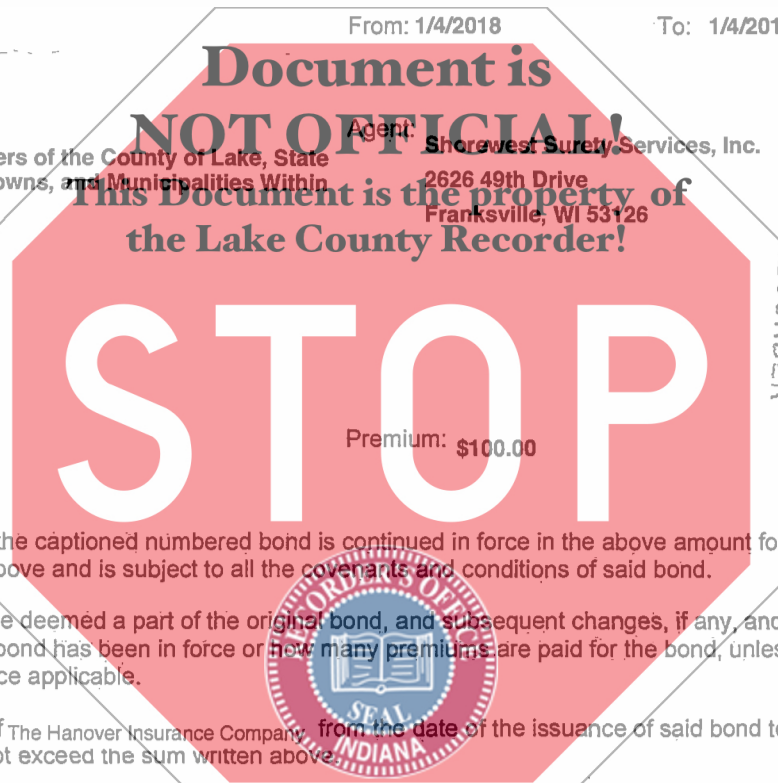 From: 1/4/2018 To: 1/4/201
Document is
NOT OFFICIAL!
Agent: Shorewest Surety Services, Inc.
ers of the County of Lake, State
owns, and Municipalities Within
2626 49th Drive
This Document is the property of
Franksville, WI 53126
the Lake County Recorder!
STOP
Premium: $100.00
the captioned numbered bond is continued in force in the above amount fo
bove and is subject to all the covenants and conditions of said bond.
e deemed a part of the original bond, and subsequent changes, if any, and
bond has been in force or how many premiums are paid for the bond, unles
ce applicable.
f The Hanover Insurance Company from the date of the issuance of said bond to
ot exceed the sum written above.
RECORDER'S OFFICE
SEAL
INDIANA